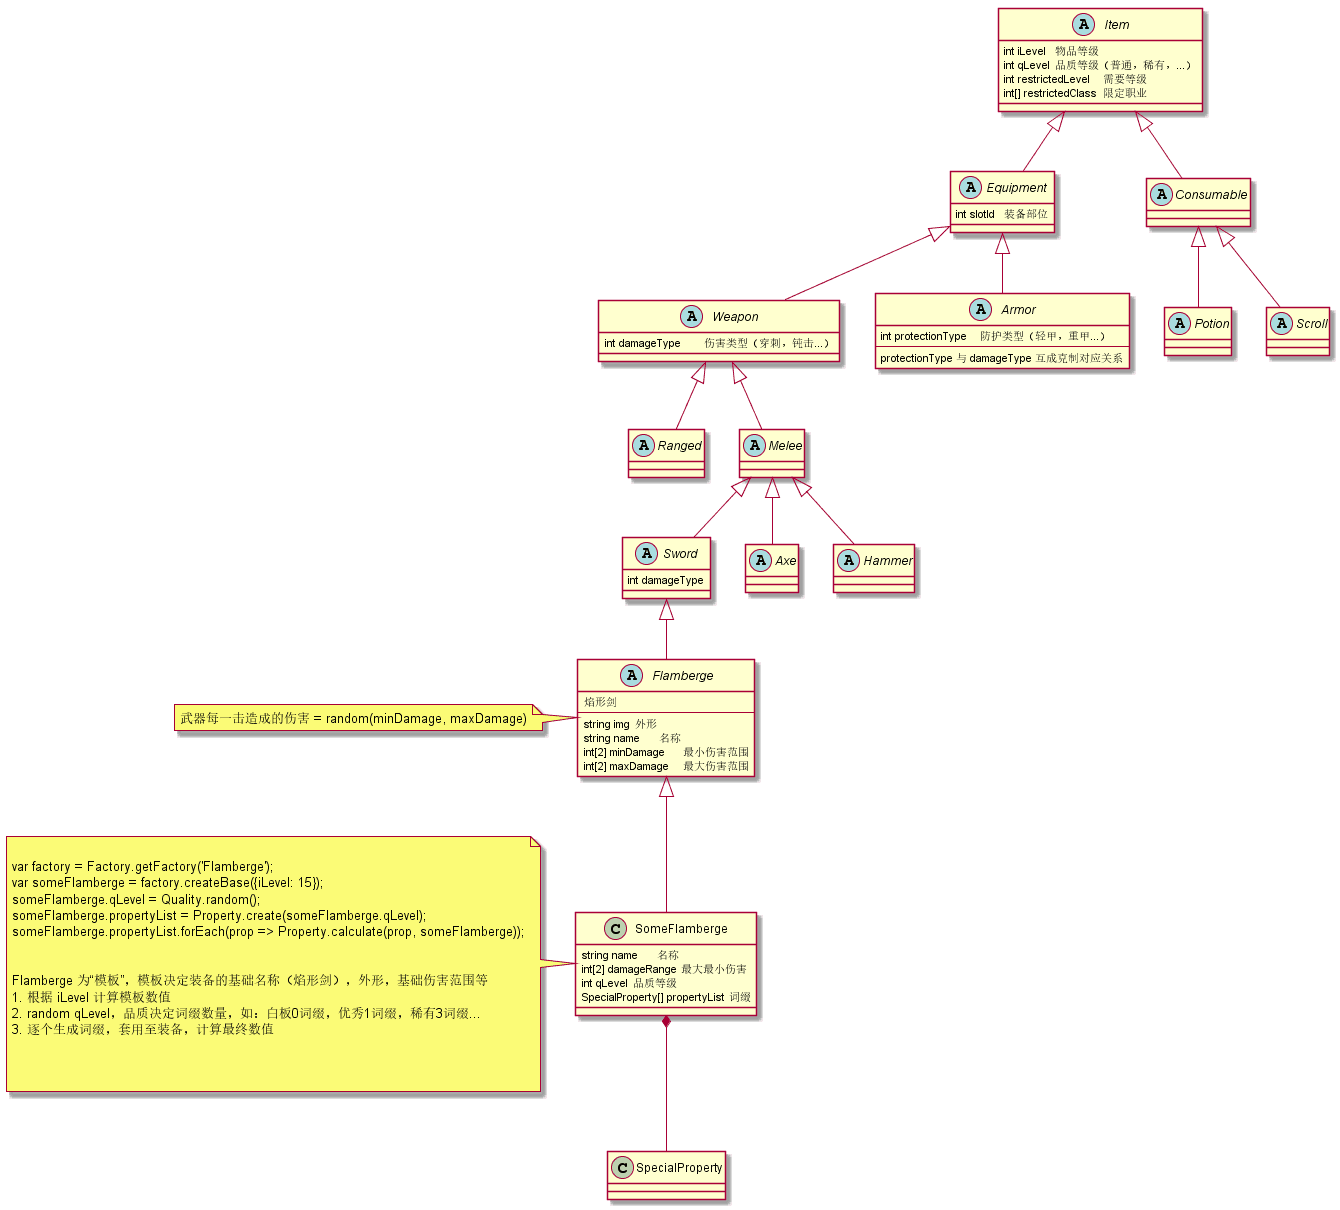 A Item
int iLevel 物品等级
int qLevel 品质等级（普通，稀有，...）
int restrictedLevel 需要等级
int[] restrictedClass 限定职业
A Equipment
int slotId 装备部位
A Consumable
A Weapon
int damageType 伤害类型（穿刺，钝击...）
A Armor
int protectionType 防护类型（轻甲，重甲...）
protectionType 与 damageType 互成克制对应关系
A Potion
A Scroll
A Ranged
A Melee
A Sword
int damageType
A Axe
A Hammer
A Flamberge
焰形剑
string img 外形
string name 名称
int[2] minDamage 最小伤害范围
int[2] maxDamage 最大伤害范围
武器每一击造成的伤害 = random(minDamage, maxDamage)
var factory = Factory.getFactory('Flamberge');
var someFlamberge = factory.createBase({iLevel: 15});
someFlamberge.qLevel = Quality.random();
someFlamberge.propertyList = Property.create(someFlamberge.qLevel);
someFlamberge.propertyList.forEach(prop => Property.calculate(prop, someFlamberge));
Flamberge 为“模板”，模板决定装备的基础名称（焰形剑），外形，基础伤害范围等
1. 根据 iLevel 计算模板数值
2. random qLevel，品质决定词缀数量，如：白板0词缀，优秀1词缀，稀有3词缀...
3. 逐个生成词缀，套用至装备，计算最终数值
C SomeFlamberge
string name 名称
int[2] damageRange 最大最小伤害
int qLevel 品质等级
SpecialProperty[] propertyList 词缀
C SpecialProperty